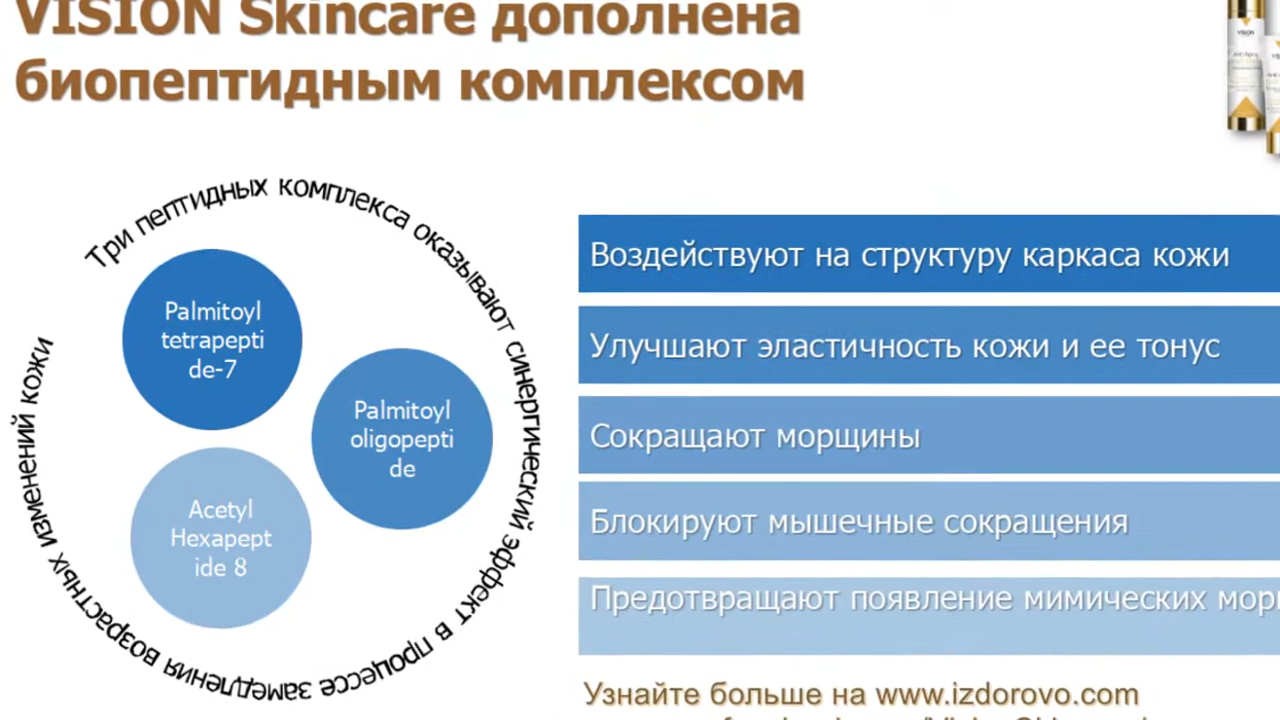 VISION Skincare дополнена
биопептидным комплексом
Три пептидных комплекса оказывают синергический эффект в процессе замедления возрастных изменений кожи
Palmitoyl
tetrapepti
de-7
Palmitoyl
oligopepti
de
Acetyl
Hexapept
ide 8
Воздействуют на структуру каркаса кожи
Улучшают эластичность кожи и ее тонус
Сокращают морщины
Блокируют мышечные сокращения
Предотвращают появление мимических мор
Узнайте больше на www.izdorovo.com
VISION